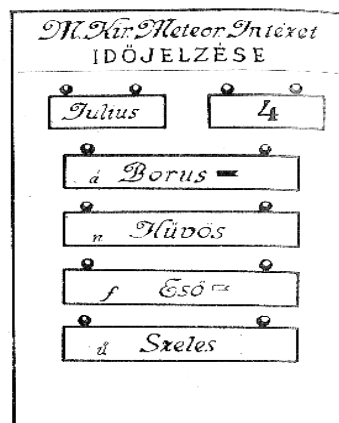 M. Kir. Meteor. Intézet
IDŐJELZÉSE
Julius 4
á Borus
n Hüvös
f Eső
ű Szeles